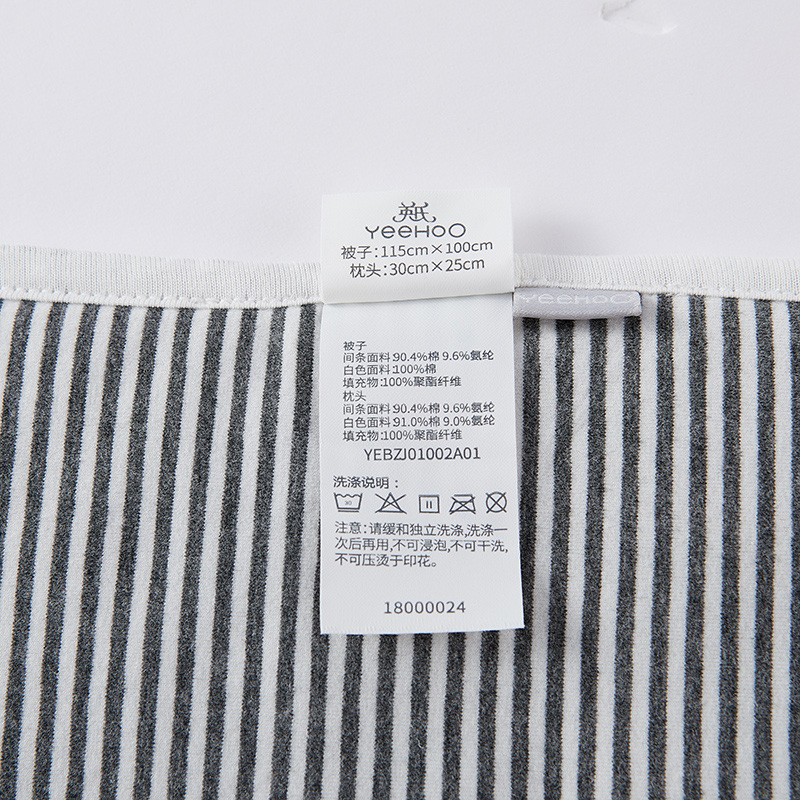 英氏
YeeHoO
被子:115cm×100cm
枕头:30cm×25cm
YeeHOO
被子
间条面料:90.4%棉 9.6%氨纶
白色面料:100%棉
填充物:100%聚酯纤维
枕头
间条面料:90.4%棉 9.6%氨纶
白色面料:91.0%棉 9.0%氨纶
填充物:100%聚酯纤维
YEBZJ01002A01
洗涤说明:
30
注意:请缓和独立洗涤,洗涤一
次后再用,不可浸泡,不可干洗,
不可压烫于印花。
18000024